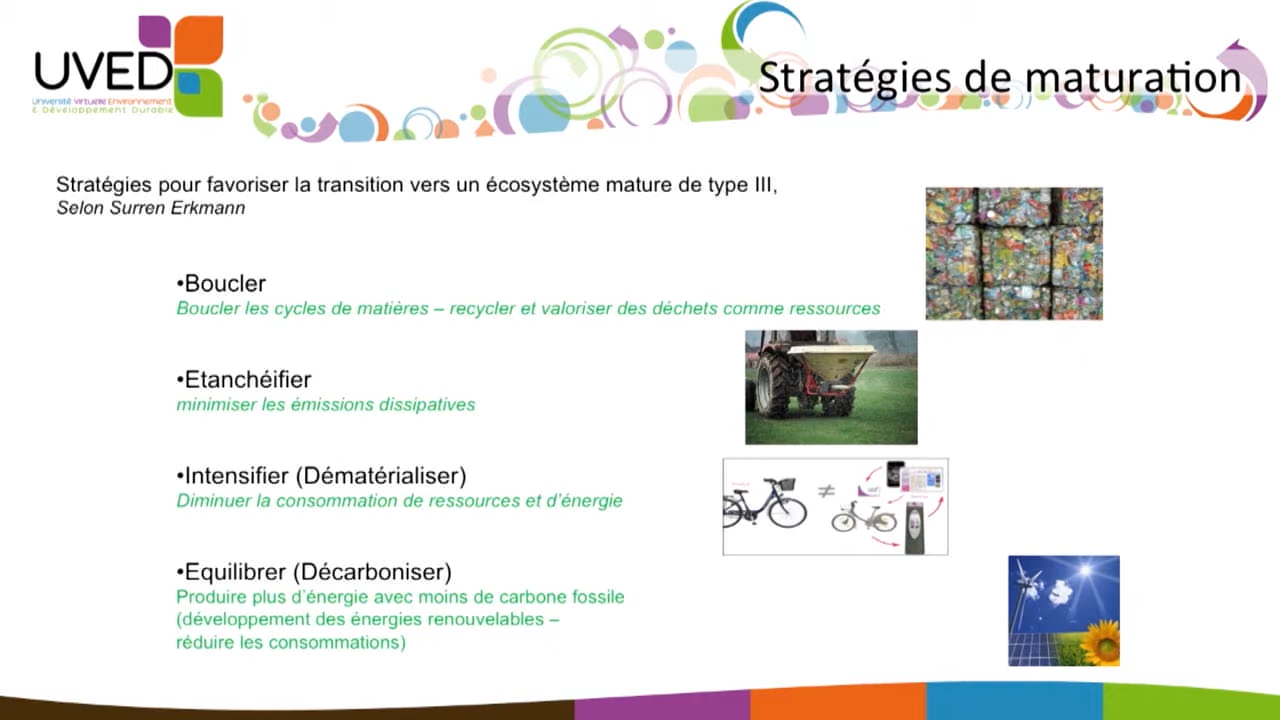 Stratégies de maturation
UVED
Université Virtuelle Environnement
& Développement Durable
Stratégies pour favoriser la transition vers un écosystème mature de type III,
Selon Surren Erkmann
•Boucler
Boucler les cycles de matières – recycler et valoriser des déchets comme ressources
•Etanchéifier
minimiser les émissions dissipatives
•Intensifier (Dématérialiser)
Diminuer la consommation de ressources et d'énergie
≠
•Equilibrer (Décarboniser)
Produire plus d'énergie avec moins de carbone fossile
(développement des énergies renouvelables –
réduire les consommations)